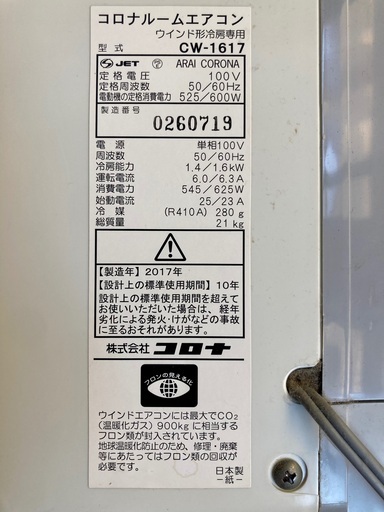 コロナルームエアコン
ウインド形冷房専用
型式 CW-1617
JET ARAI CORONA
定格電圧 100V
定格周波数 50/60Hz
電動機の定格消費電力 525/600W
製造番号
0260719
電源 単相100V
周波数 50/60Hz
冷房能力 1.4/1.6kW
運転電流 6.0/6.3A
消費電力 545/625W
始動電流 25/23A
冷媒 (R410A) 280g
総質量 21kg
【製造年】2017年
【設計上の標準使用期間】10年
設計上の標準使用期間を超えて
お使いいただいた場合は、経年
劣化による発火・けがなどの事故
に至るおそれがあります。
株式会社コロナ
フロンの見える化
ウインドエアコンには最大でCO₂
(温暖化ガス)900kgに相当する
フロン類が封入されています。
地球温暖化防止のため、修理・廃棄
等にあたってはフロン類の回収が
必要です。
日本製
-紙-